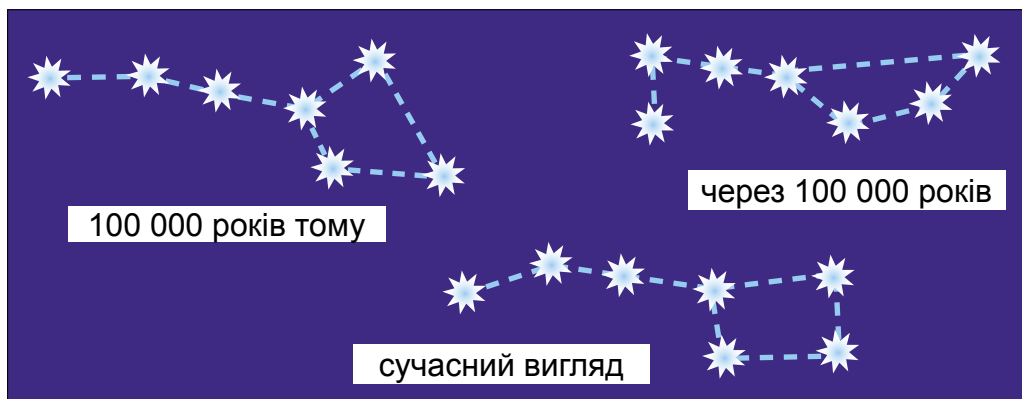 100 000 років тому
через 100 000 років
сучасний вигляд